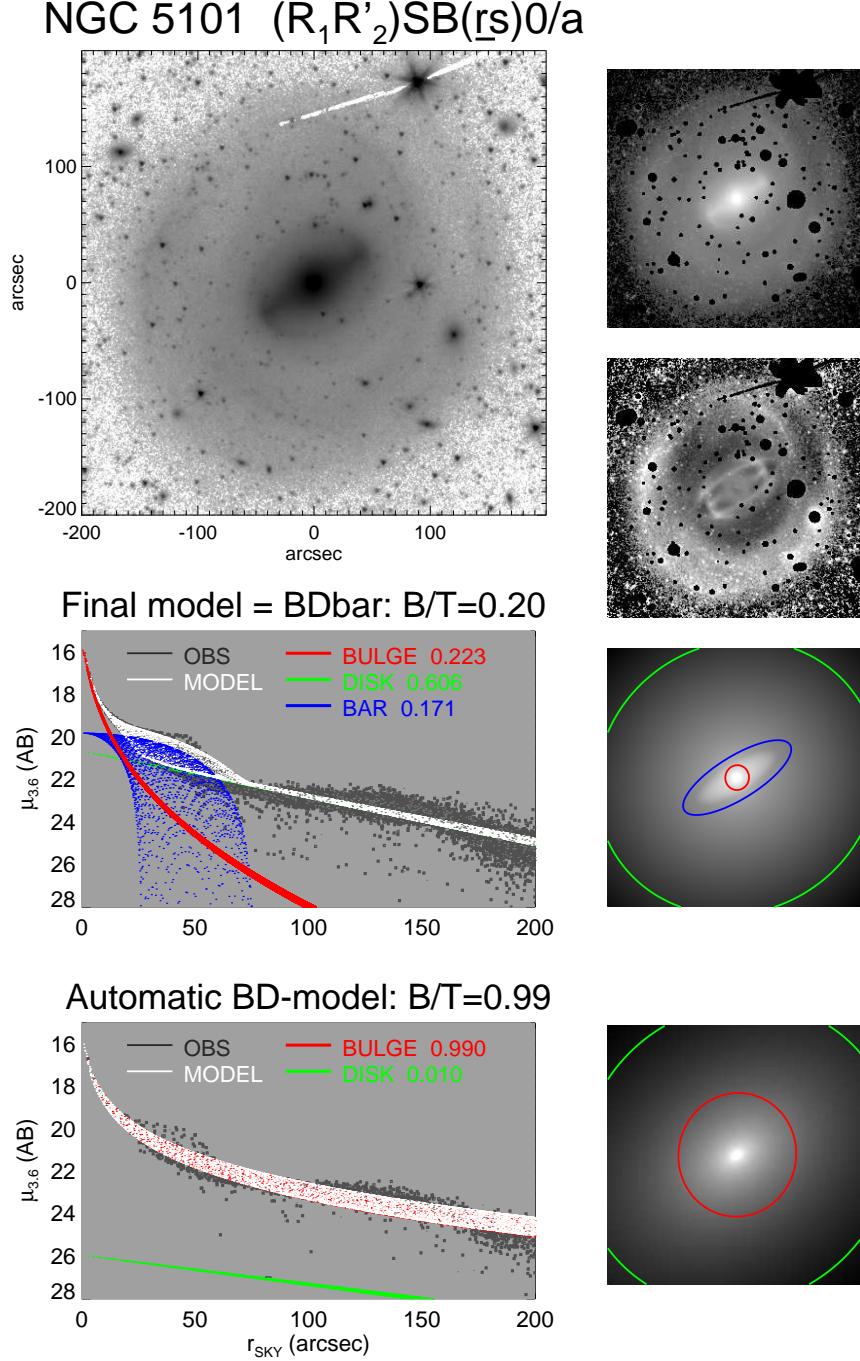 NGC 5101 (R₁R'₂)SB(rs)0/a
arcsec
100
0
-100
-200
-200 -100 0 100
arcsec
Final model = BDbar: B/T=0.20
μ₃.₆ (AB)
16
18
20
22
24
26
28
OBS
MODEL
BULGE 0.223
DISK 0.606
BAR 0.171
0 50 100 150 200
Automatic BD-model: B/T=0.99
μ₃.₆ (AB)
16
18
20
22
24
26
28
OBS
MODEL
BULGE 0.990
DISK 0.010
0 50 100 150 200
r_SKY (arcsec)